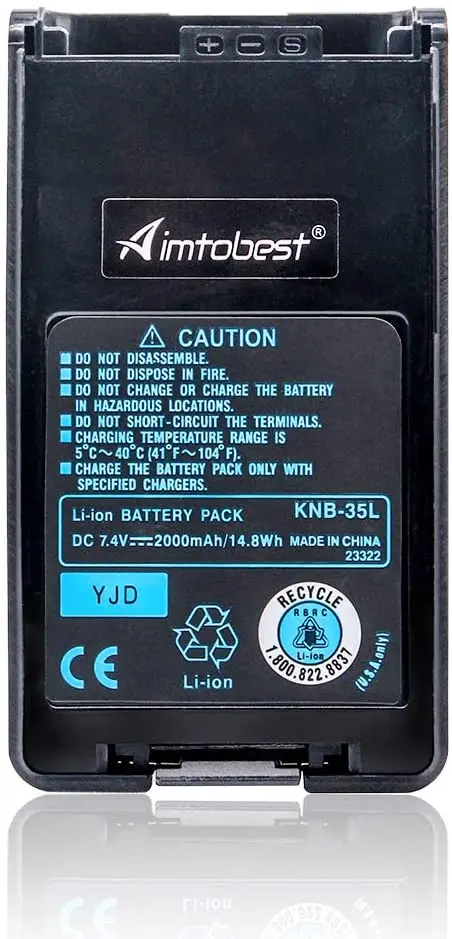 + − S
Aimtobest®
CAUTION
DO NOT DISASSEMBLE.
DO NOT DISPOSE IN FIRE.
DO NOT CHANGE OR CHARGE THE BATTERY
IN HAZARDOUS LOCATIONS.
DO NOT SHORT-CIRCUIT THE TERMINALS.
CHARGING TEMPERATURE RANGE IS
5°C～40°C (41°F～104°F).
CHARGE THE BATTERY PACK ONLY WITH
SPECIFIED CHARGERS.
Li-ion BATTERY PACK KNB-35L
DC 7.4V⎓2000mAh/14.8Wh MADE IN CHINA
23322
YJD
CE
Li-ion
RECYCLE
RBRC
Li-ion
1.800.822.8837
(U.S.A.only)